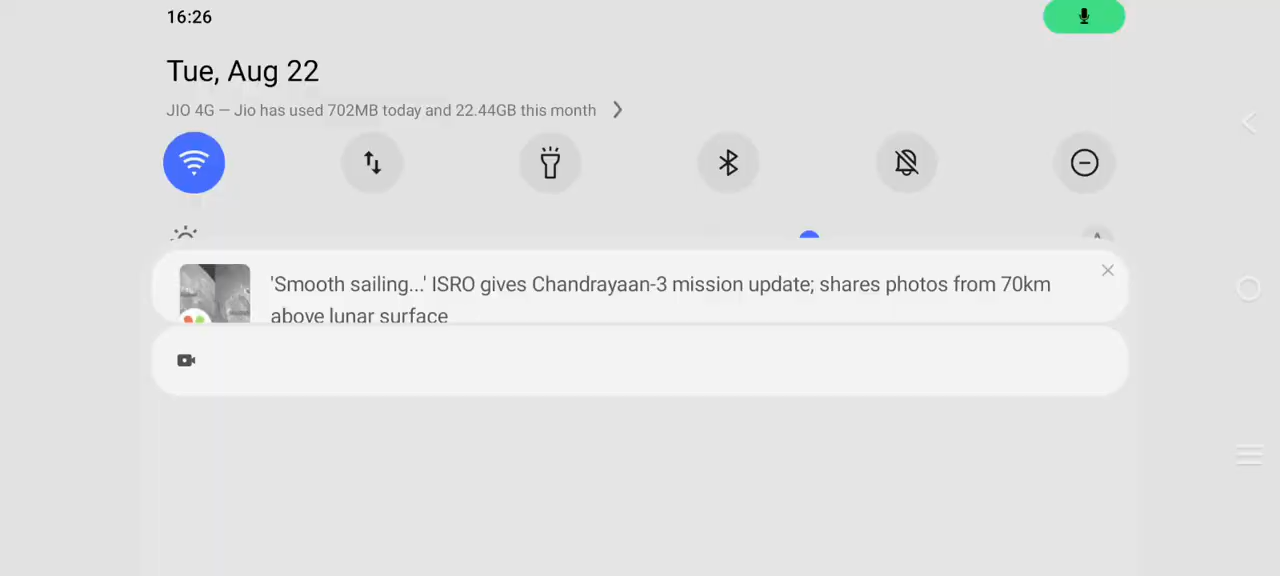 16:26
Tue, Aug 22
JIO 4G — Jio has used 702MB today and 22.44GB this month
'Smooth sailing...' ISRO gives Chandrayaan-3 mission update; shares photos from 70km
above lunar surface